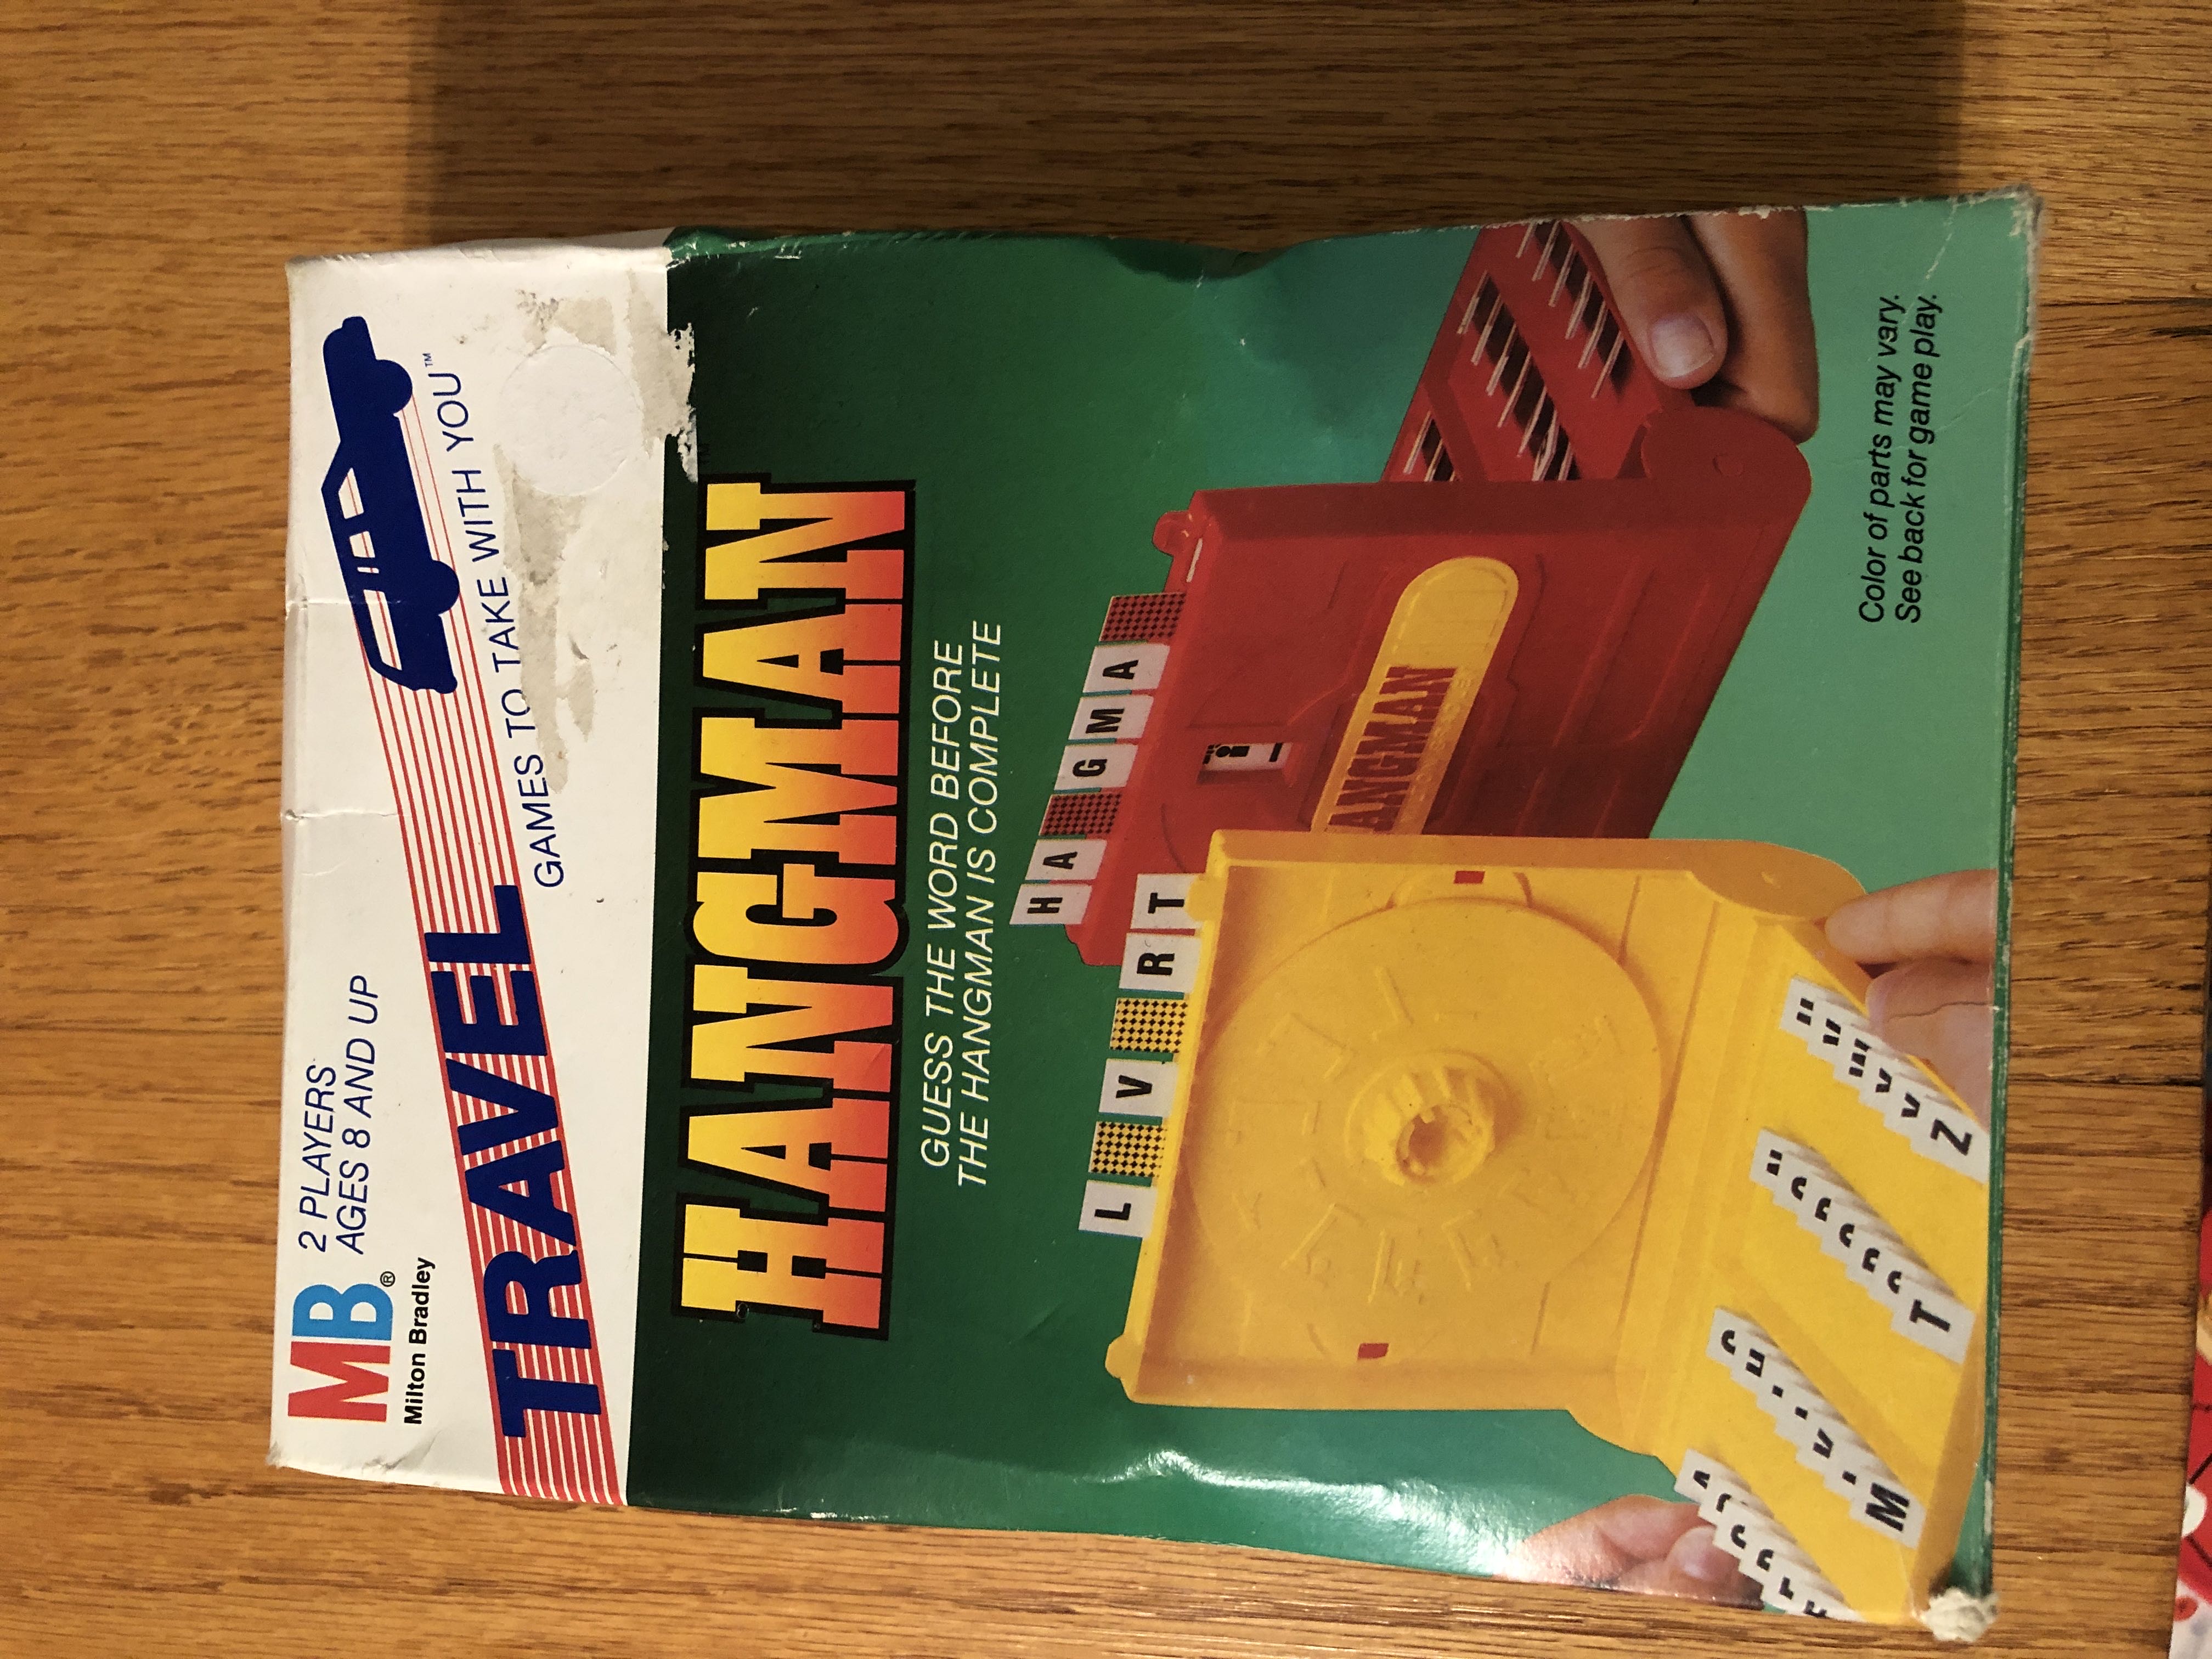 MB®
Milton Bradley
2 PLAYERS
AGES 8 AND UP
TRAVEL
GAMES TO TAKE WITH YOU™
HANGMAN
GUESS THE WORD BEFORE
THE HANGMAN IS COMPLETE
H A G M A
HANGMAN
L V R T
Z
T
M
Color of parts may vary.
See back for game play.